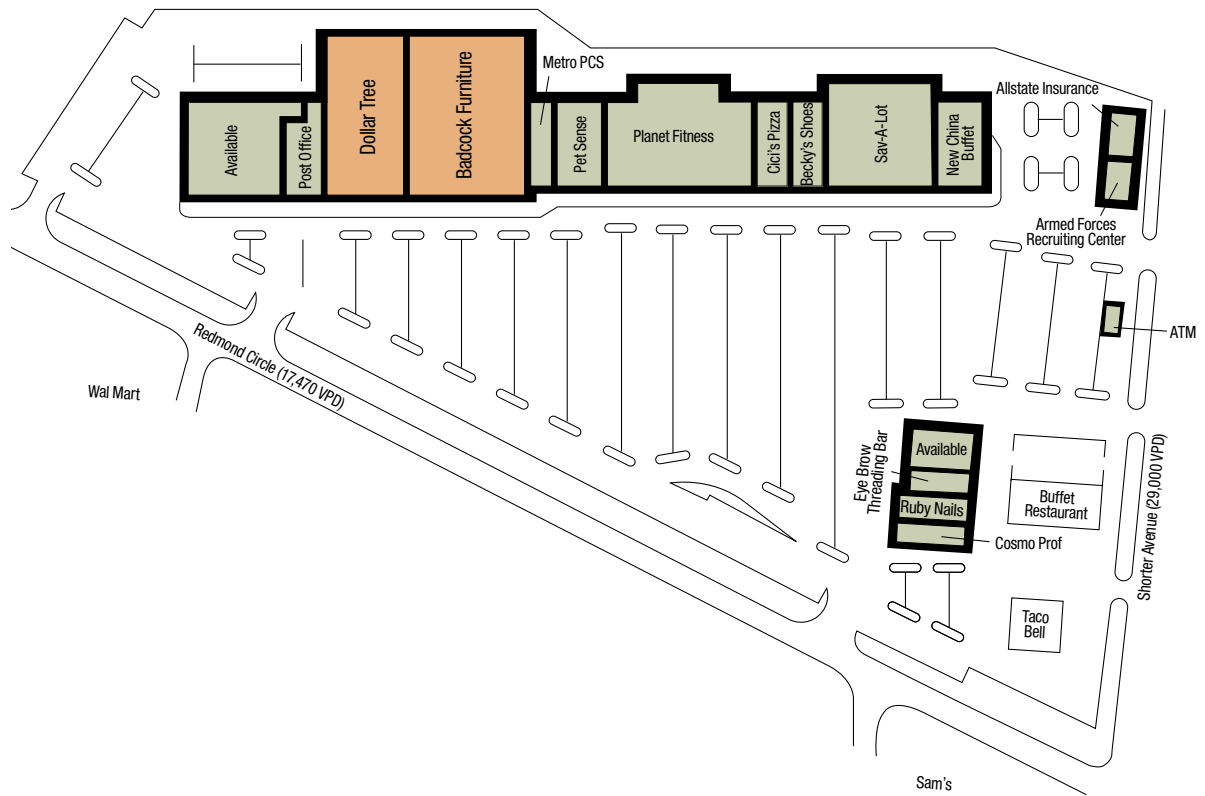 Metro PCS
Allstate Insurance
Available
Post Office
Dollar Tree
Badcock Furniture
Pet Sense
Planet Fitness
Cici's Pizza
Becky's Shoes
Sav-A-Lot
New China
Buffet
Armed Forces
Recruiting Center
ATM
Redmond Circle (17,470 VPD)
Wal Mart
Eye Brow
Threading Bar
Available
Ruby Nails
Cosmo Prof
Buffet
Restaurant
Shorter Avenue (29,000 VPD)
Taco
Bell
Sam's